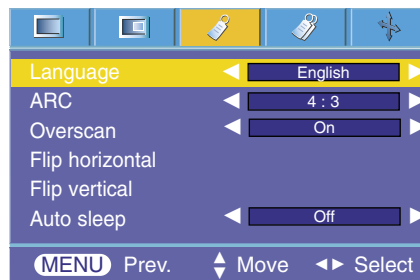 Language English
ARC 4 : 3
Overscan On
Flip horizontal
Flip vertical
Auto sleep Off
MENU Prev. Move Select